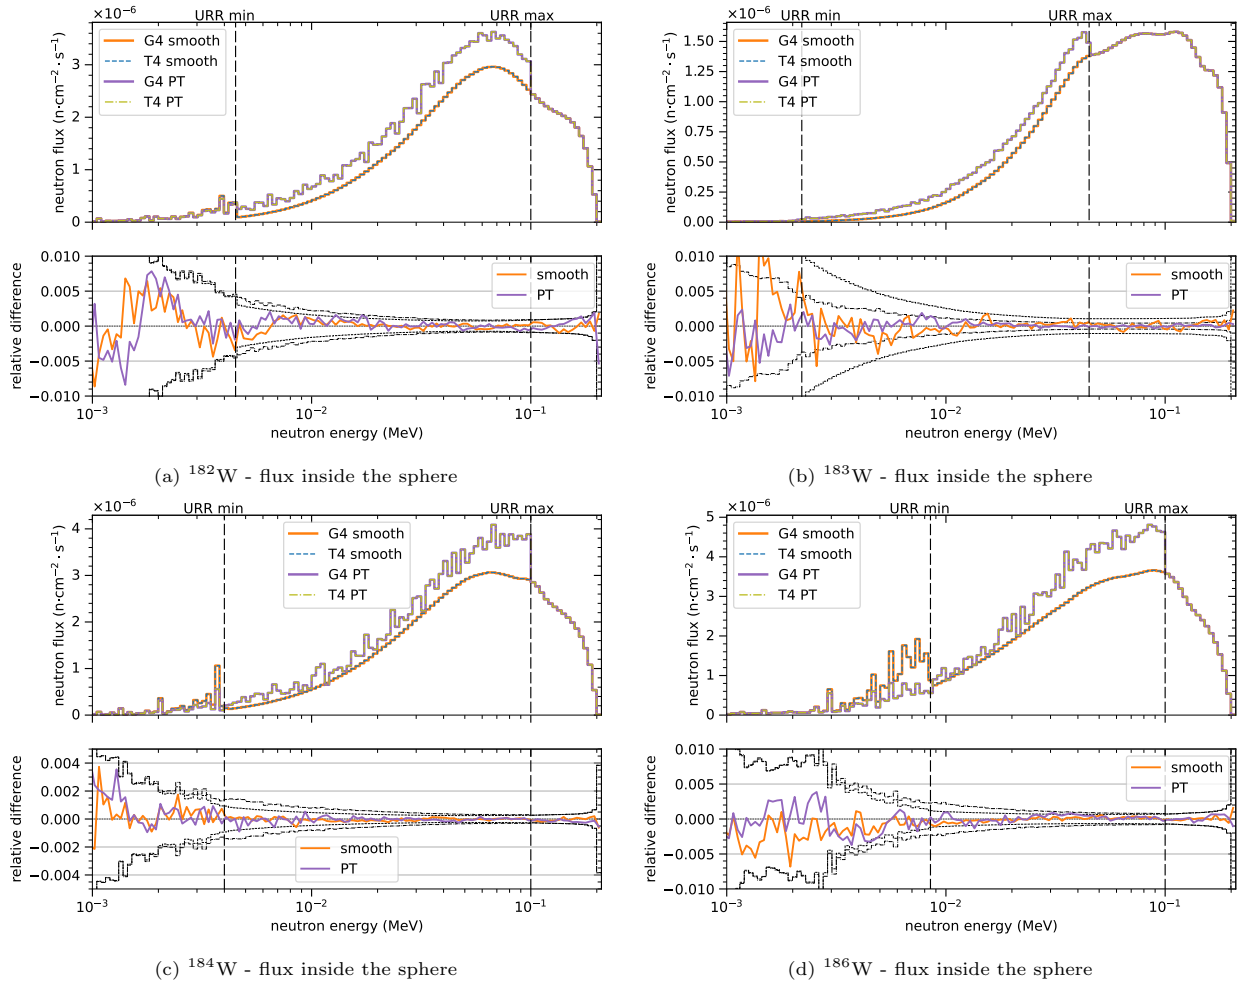 ×10⁻⁶
URR min
URR max
G4 smooth
T4 smooth
G4 PT
T4 PT
neutron flux (n·cm⁻² · s⁻¹)
3
2
1
0
relative difference
0.010
0.005
0.000
−0.005
−0.010
smooth
PT
10⁻³
10⁻²
10⁻¹
neutron energy (MeV)
(a) ¹⁸²W - flux inside the sphere
×10⁻⁶
URR min
URR max
G4 smooth
T4 smooth
G4 PT
T4 PT
neutron flux (n·cm⁻² · s⁻¹)
1.50
1.25
1.00
0.75
0.50
0.25
0.00
relative difference
0.010
0.005
0.000
−0.005
−0.010
smooth
PT
10⁻³
10⁻²
10⁻¹
neutron energy (MeV)
(b) ¹⁸³W - flux inside the sphere
×10⁻⁶
URR min
URR max
G4 smooth
T4 smooth
G4 PT
T4 PT
neutron flux (n·cm⁻² · s⁻¹)
4
3
2
1
0
relative difference
0.004
0.002
0.000
−0.002
−0.004
smooth
PT
10⁻³
10⁻²
10⁻¹
neutron energy (MeV)
(c) ¹⁸⁴W - flux inside the sphere
×10⁻⁶
URR min
URR max
G4 smooth
T4 smooth
G4 PT
T4 PT
neutron flux (n·cm⁻² · s⁻¹)
5
4
3
2
1
0
relative difference
0.010
0.005
0.000
−0.005
−0.010
smooth
PT
10⁻³
10⁻²
10⁻¹
neutron energy (MeV)
(d) ¹⁸⁶W - flux inside the sphere